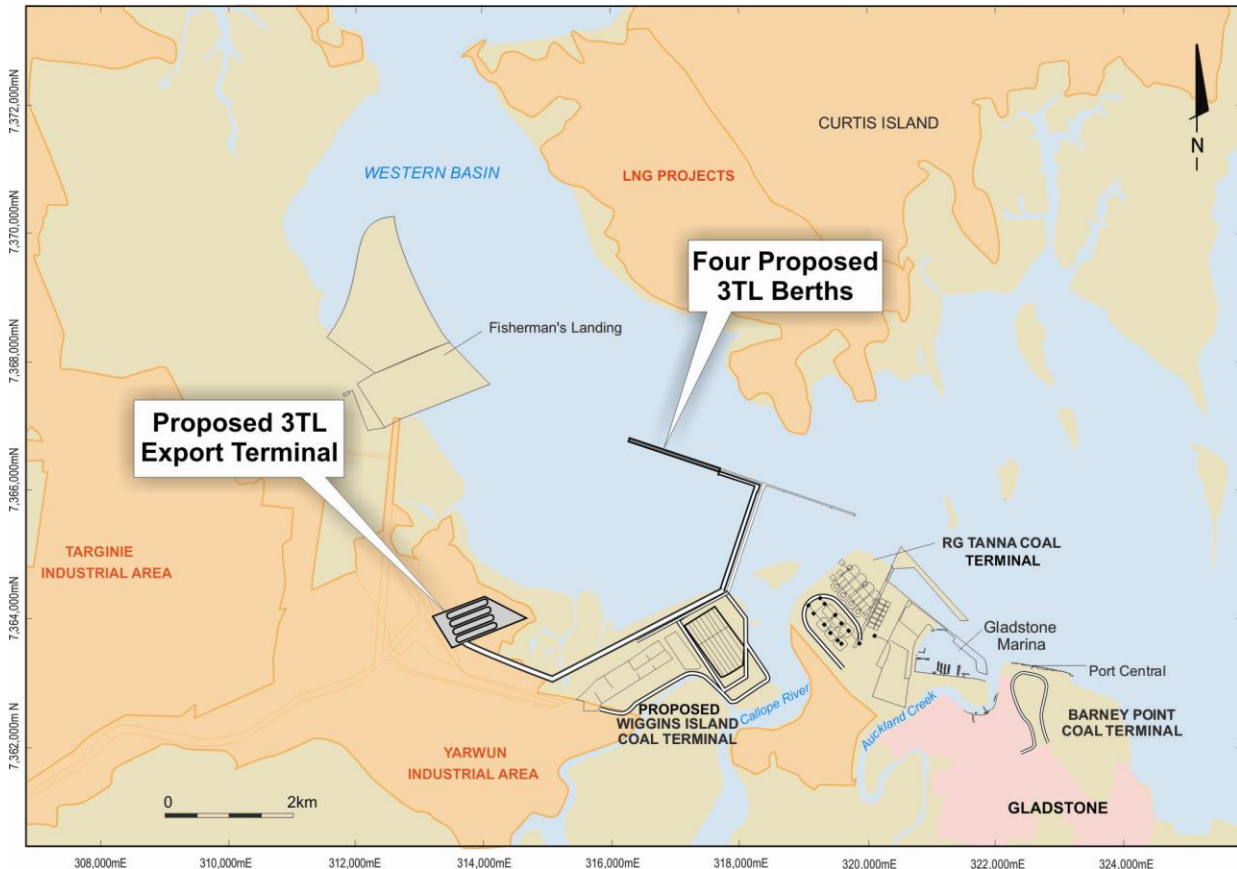 7,372,000mN
7,370,000mN
7,368,000mN
7,366,000mN
7,364,000mN
7,362,000mN
CURTIS ISLAND
N
WESTERN BASIN
LNG PROJECTS
Four Proposed
3TL Berths
Fisherman's Landing
Proposed 3TL
Export Terminal
TARGINIE
INDUSTRIAL AREA
RG TANNA COAL
TERMINAL
Gladstone
Marina
Port Central
PROPOSED
WIGGINS ISLAND
COAL TERMINAL
Callope River
Auckland Creek
BARNEY POINT
COAL TERMINAL
YARWUN
INDUSTRIAL AREA
GLADSTONE
0 2km
308,000mE 310,000mE 312,000mE 314,000mE 316,000mE 318,000mE 320,000mE 322,000mE 324,000mE